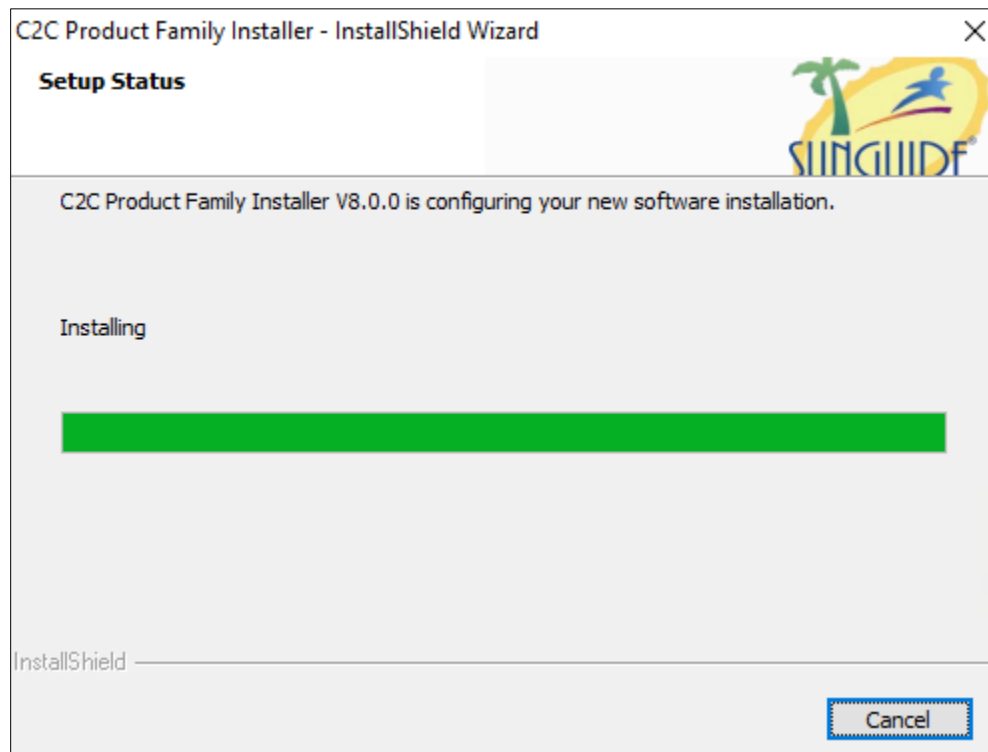 C2C Product Family Installer - InstallShield Wizard
Setup Status
SUNGUIDE®
C2C Product Family Installer V8.0.0 is configuring your new software installation.
Installing
InstallShield
Cancel